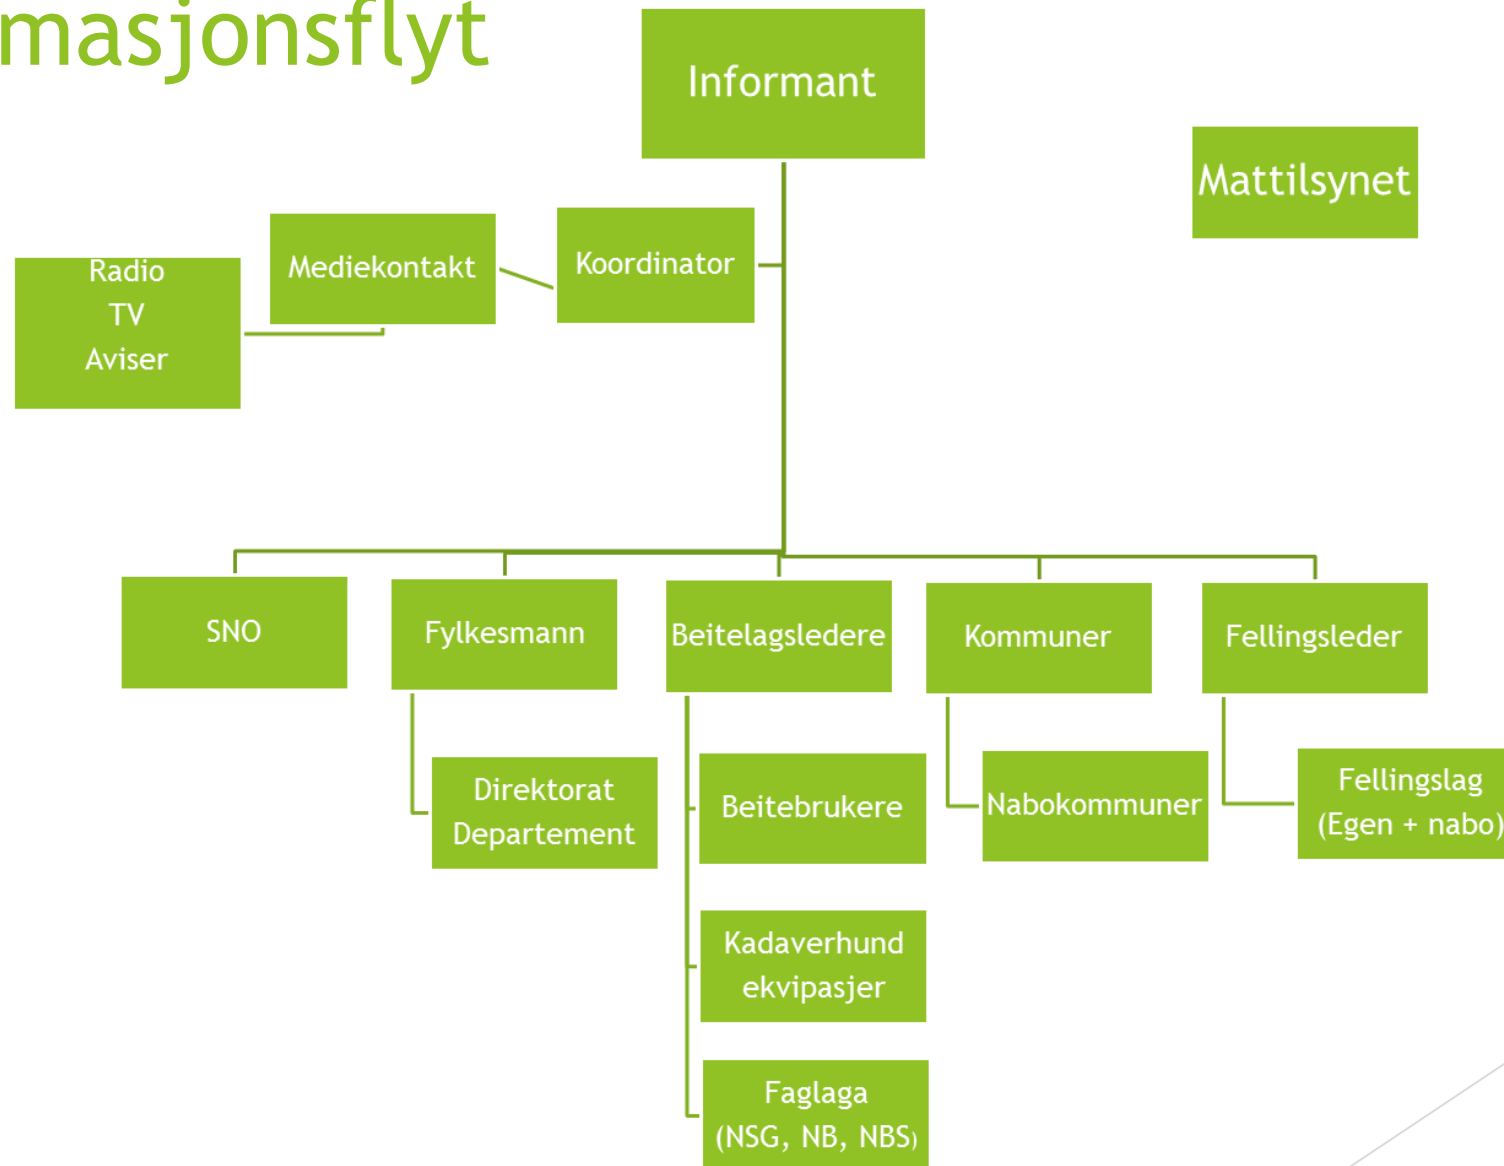 masjonsflyt
Informant
Mattilsynet
Koordinator
Mediekontakt
Radio
TV
Aviser
SNO
Fylkesmann
Beitelagsledere
Kommuner
Fellingsleder
Direktorat
Departement
Beitebrukere
Nabokommuner
Fellingslag
(Egen + nabo)
Kadaverhund
ekvipasjer
Faglaga
(NSG, NB, NBS)